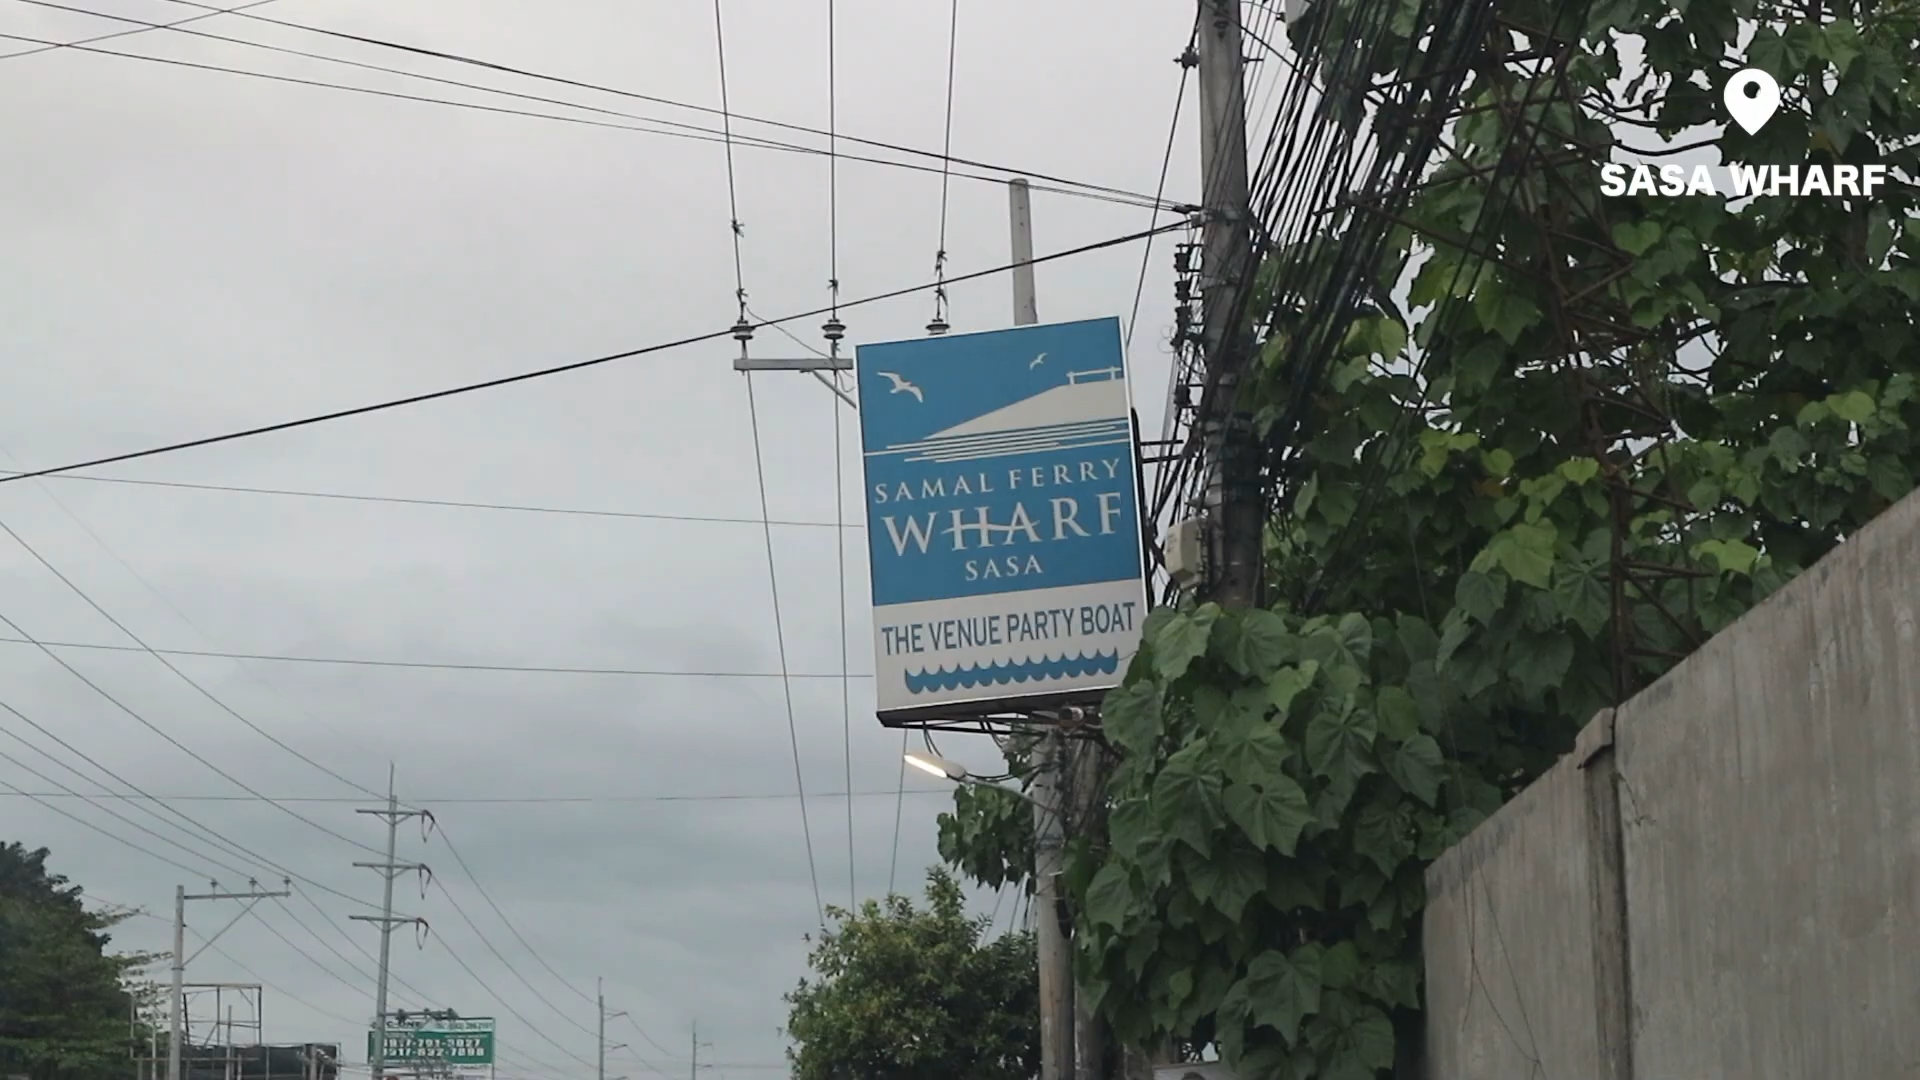 SASA WHARF
SAMAL FERRY
WHARF
SASA
THE VENUE PARTY BOAT